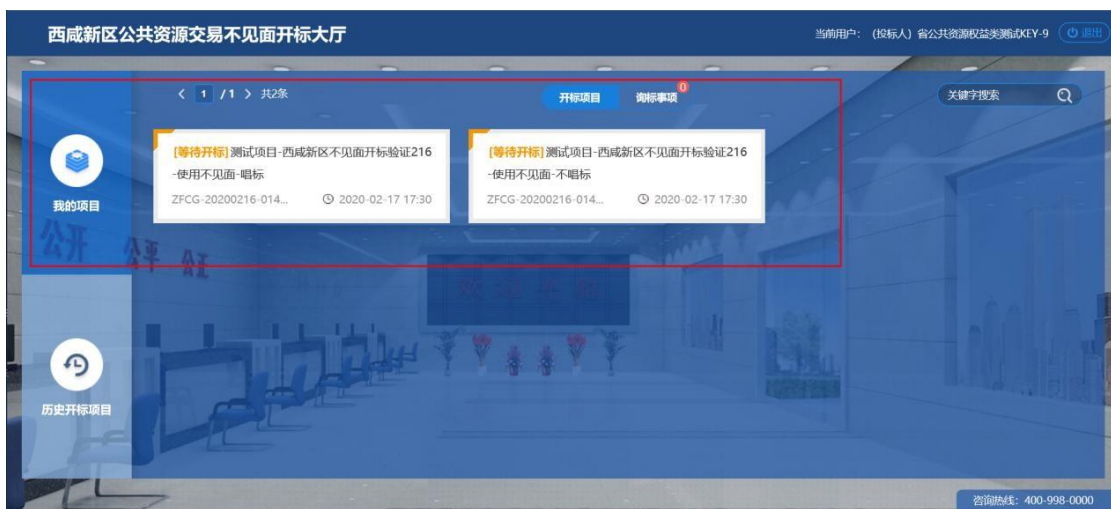 西咸新区公共资源交易不见面开标大厅
当前用户: (投标人) 省公共资源权益类测试KEY-9
退出
< 1 / 1 > 共2条
开标项目
询标事项
0
关键字搜索
我的项目
[等待开标] 测试项目-西咸新区不见面开标验证216
-使用不见面-唱标
ZFCG-20200216-014...
2020-02-17 17:30
[等待开标] 测试项目-西咸新区不见面开标验证216
-使用不见面-不唱标
ZFCG-20200216-014...
2020-02-17 17:30
公开 公平 公正
历史开标项目
咨询热线: 400-998-0000